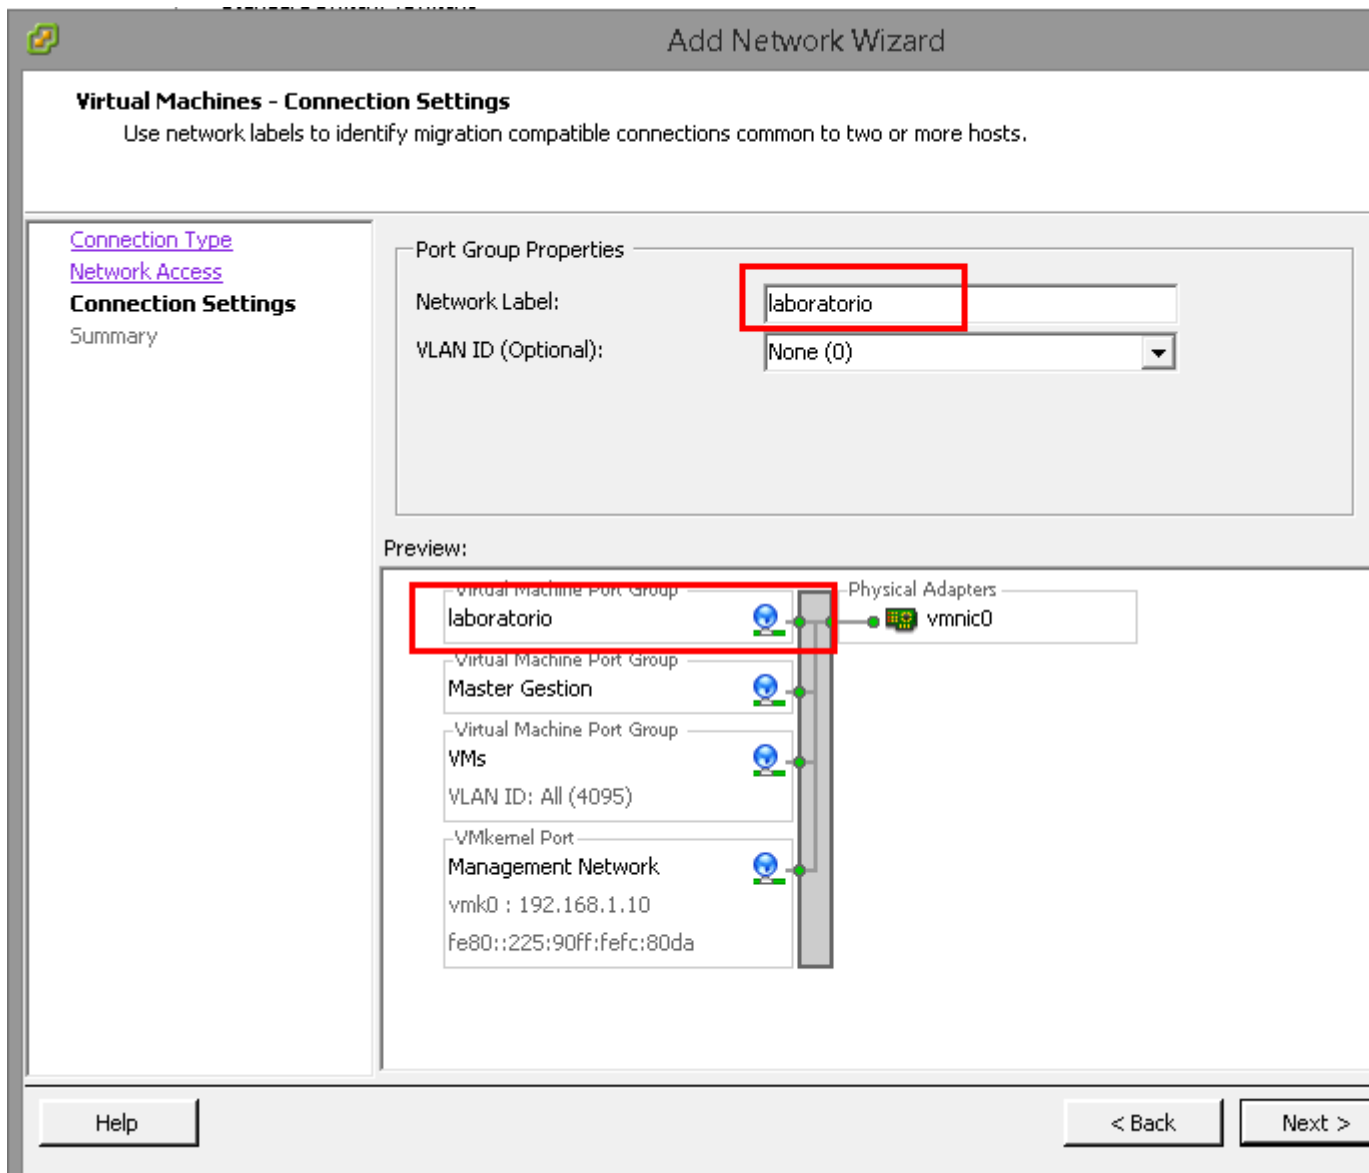 Add Network Wizard
Virtual Machines - Connection Settings
Use network labels to identify migration compatible connections common to two or more hosts.
Connection Type
Network Access
Connection Settings
Summary
Port Group Properties
Network Label:
laboratorio
VLAN ID (Optional):
None (0)
Preview:
Virtual Machine Port Group
laboratorio
Physical Adapters
vmnic0
Virtual Machine Port Group
Master Gestion
Virtual Machine Port Group
VMs
VLAN ID: All (4095)
VMkernel Port
Management Network
vmk0 : 192.168.1.10
fe80::225:90ff:fefc:80da
Help
< Back
Next >